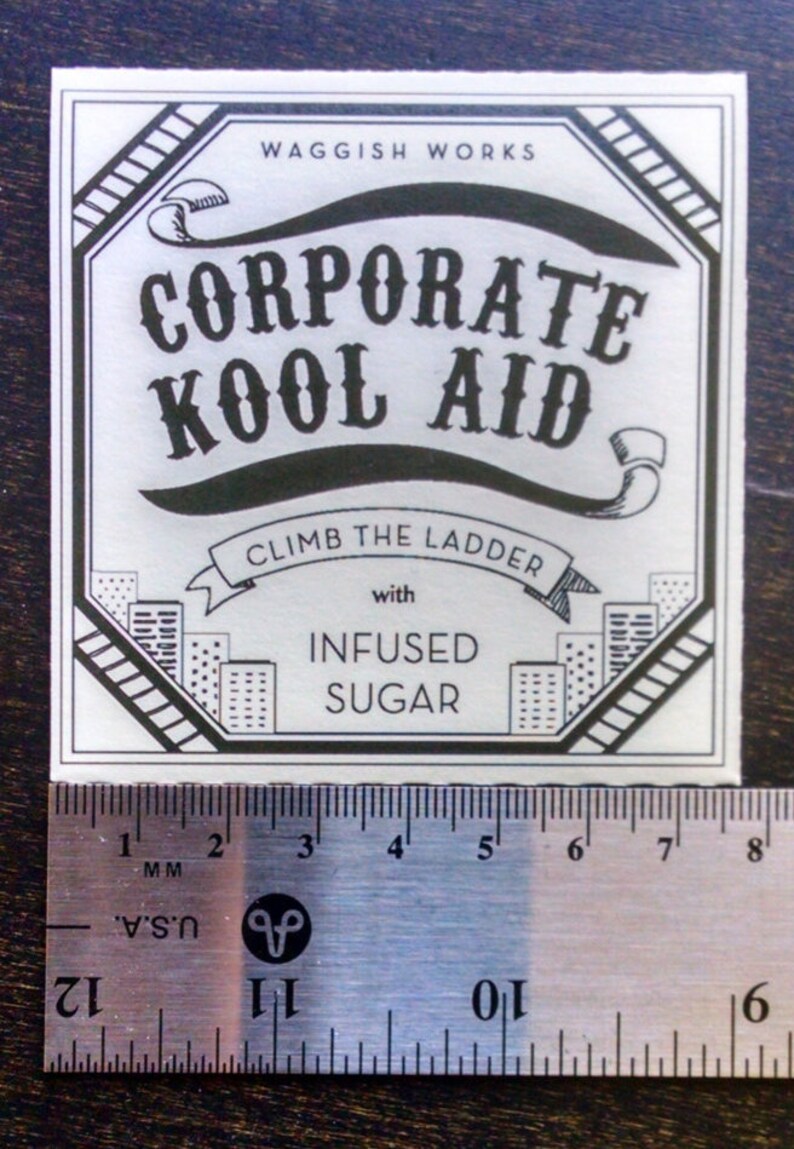 WAGGISH WORKS
CORPORATE
KOOL AID
CLIMB THE LADDER
with
INFUSED
SUGAR
1 2 3 4 5 6 7 8
MM
U.S.A.
12 11 10 9